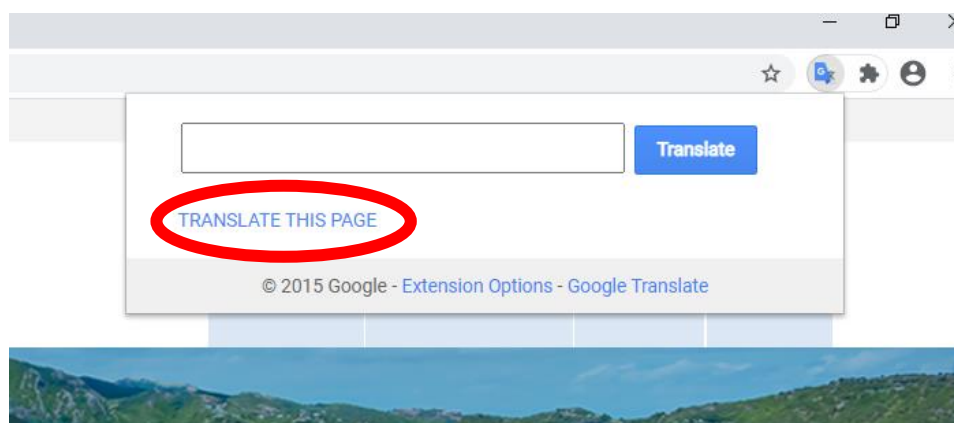 Translate
TRANSLATE THIS PAGE
© 2015 Google - Extension Options - Google Translate